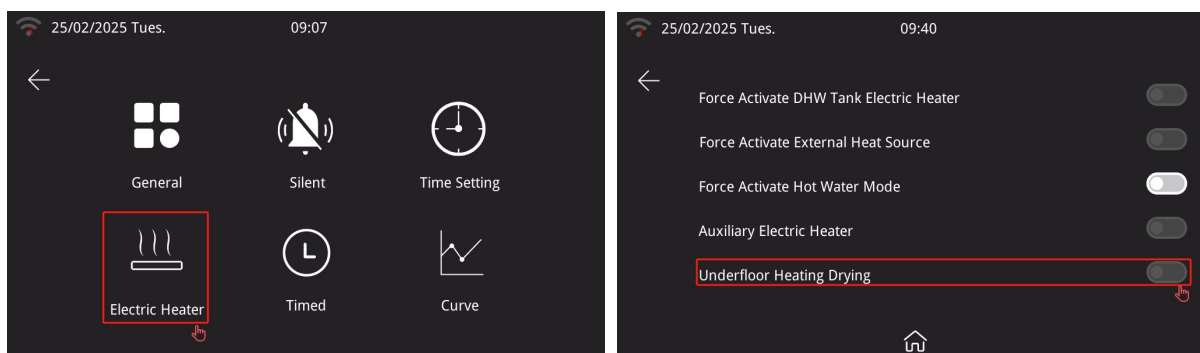 25/02/2025 Tues. 09:07
General Silent Time Setting
Electric Heater Timed Curve
25/02/2025 Tues. 09:40
Force Activate DHW Tank Electric Heater
Force Activate External Heat Source
Force Activate Hot Water Mode
Auxiliary Electric Heater
Underfloor Heating Drying